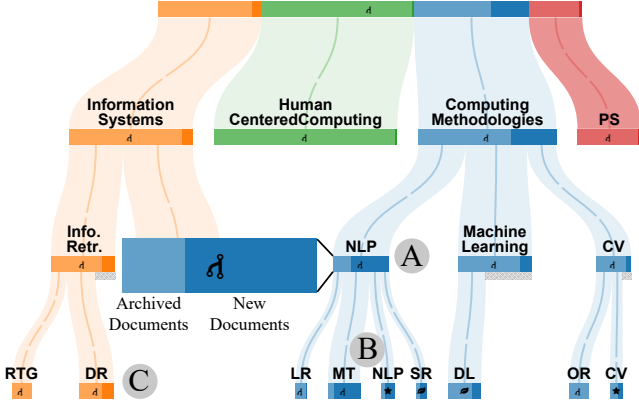 Information
Systems
Human
CenteredComputing
Computing
Methodologies
PS
Info.
Retr.
NLP
A
Machine
Learning
CV
Archived
Documents
New
Documents
B
RTG
DR
C
LR
MT
NLP
SR
DL
OR
CV